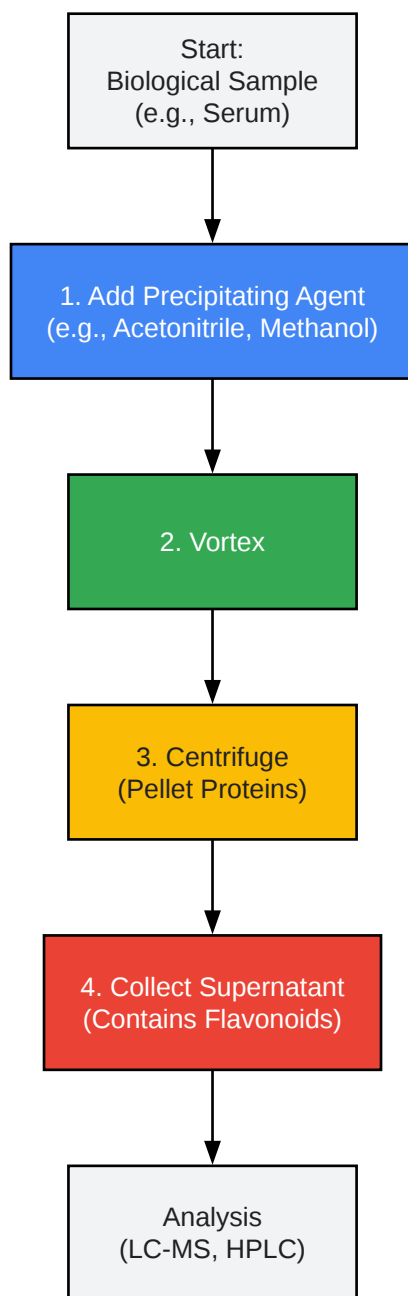 Start:
Biological Sample
(e.g., Serum)
1. Add Precipitating Agent
(e.g., Acetonitrile, Methanol)
2. Vortex
3. Centrifuge
(Pellet Proteins)
4. Collect Supernatant
(Contains Flavonoids)
Analysis
(LC-MS, HPLC)